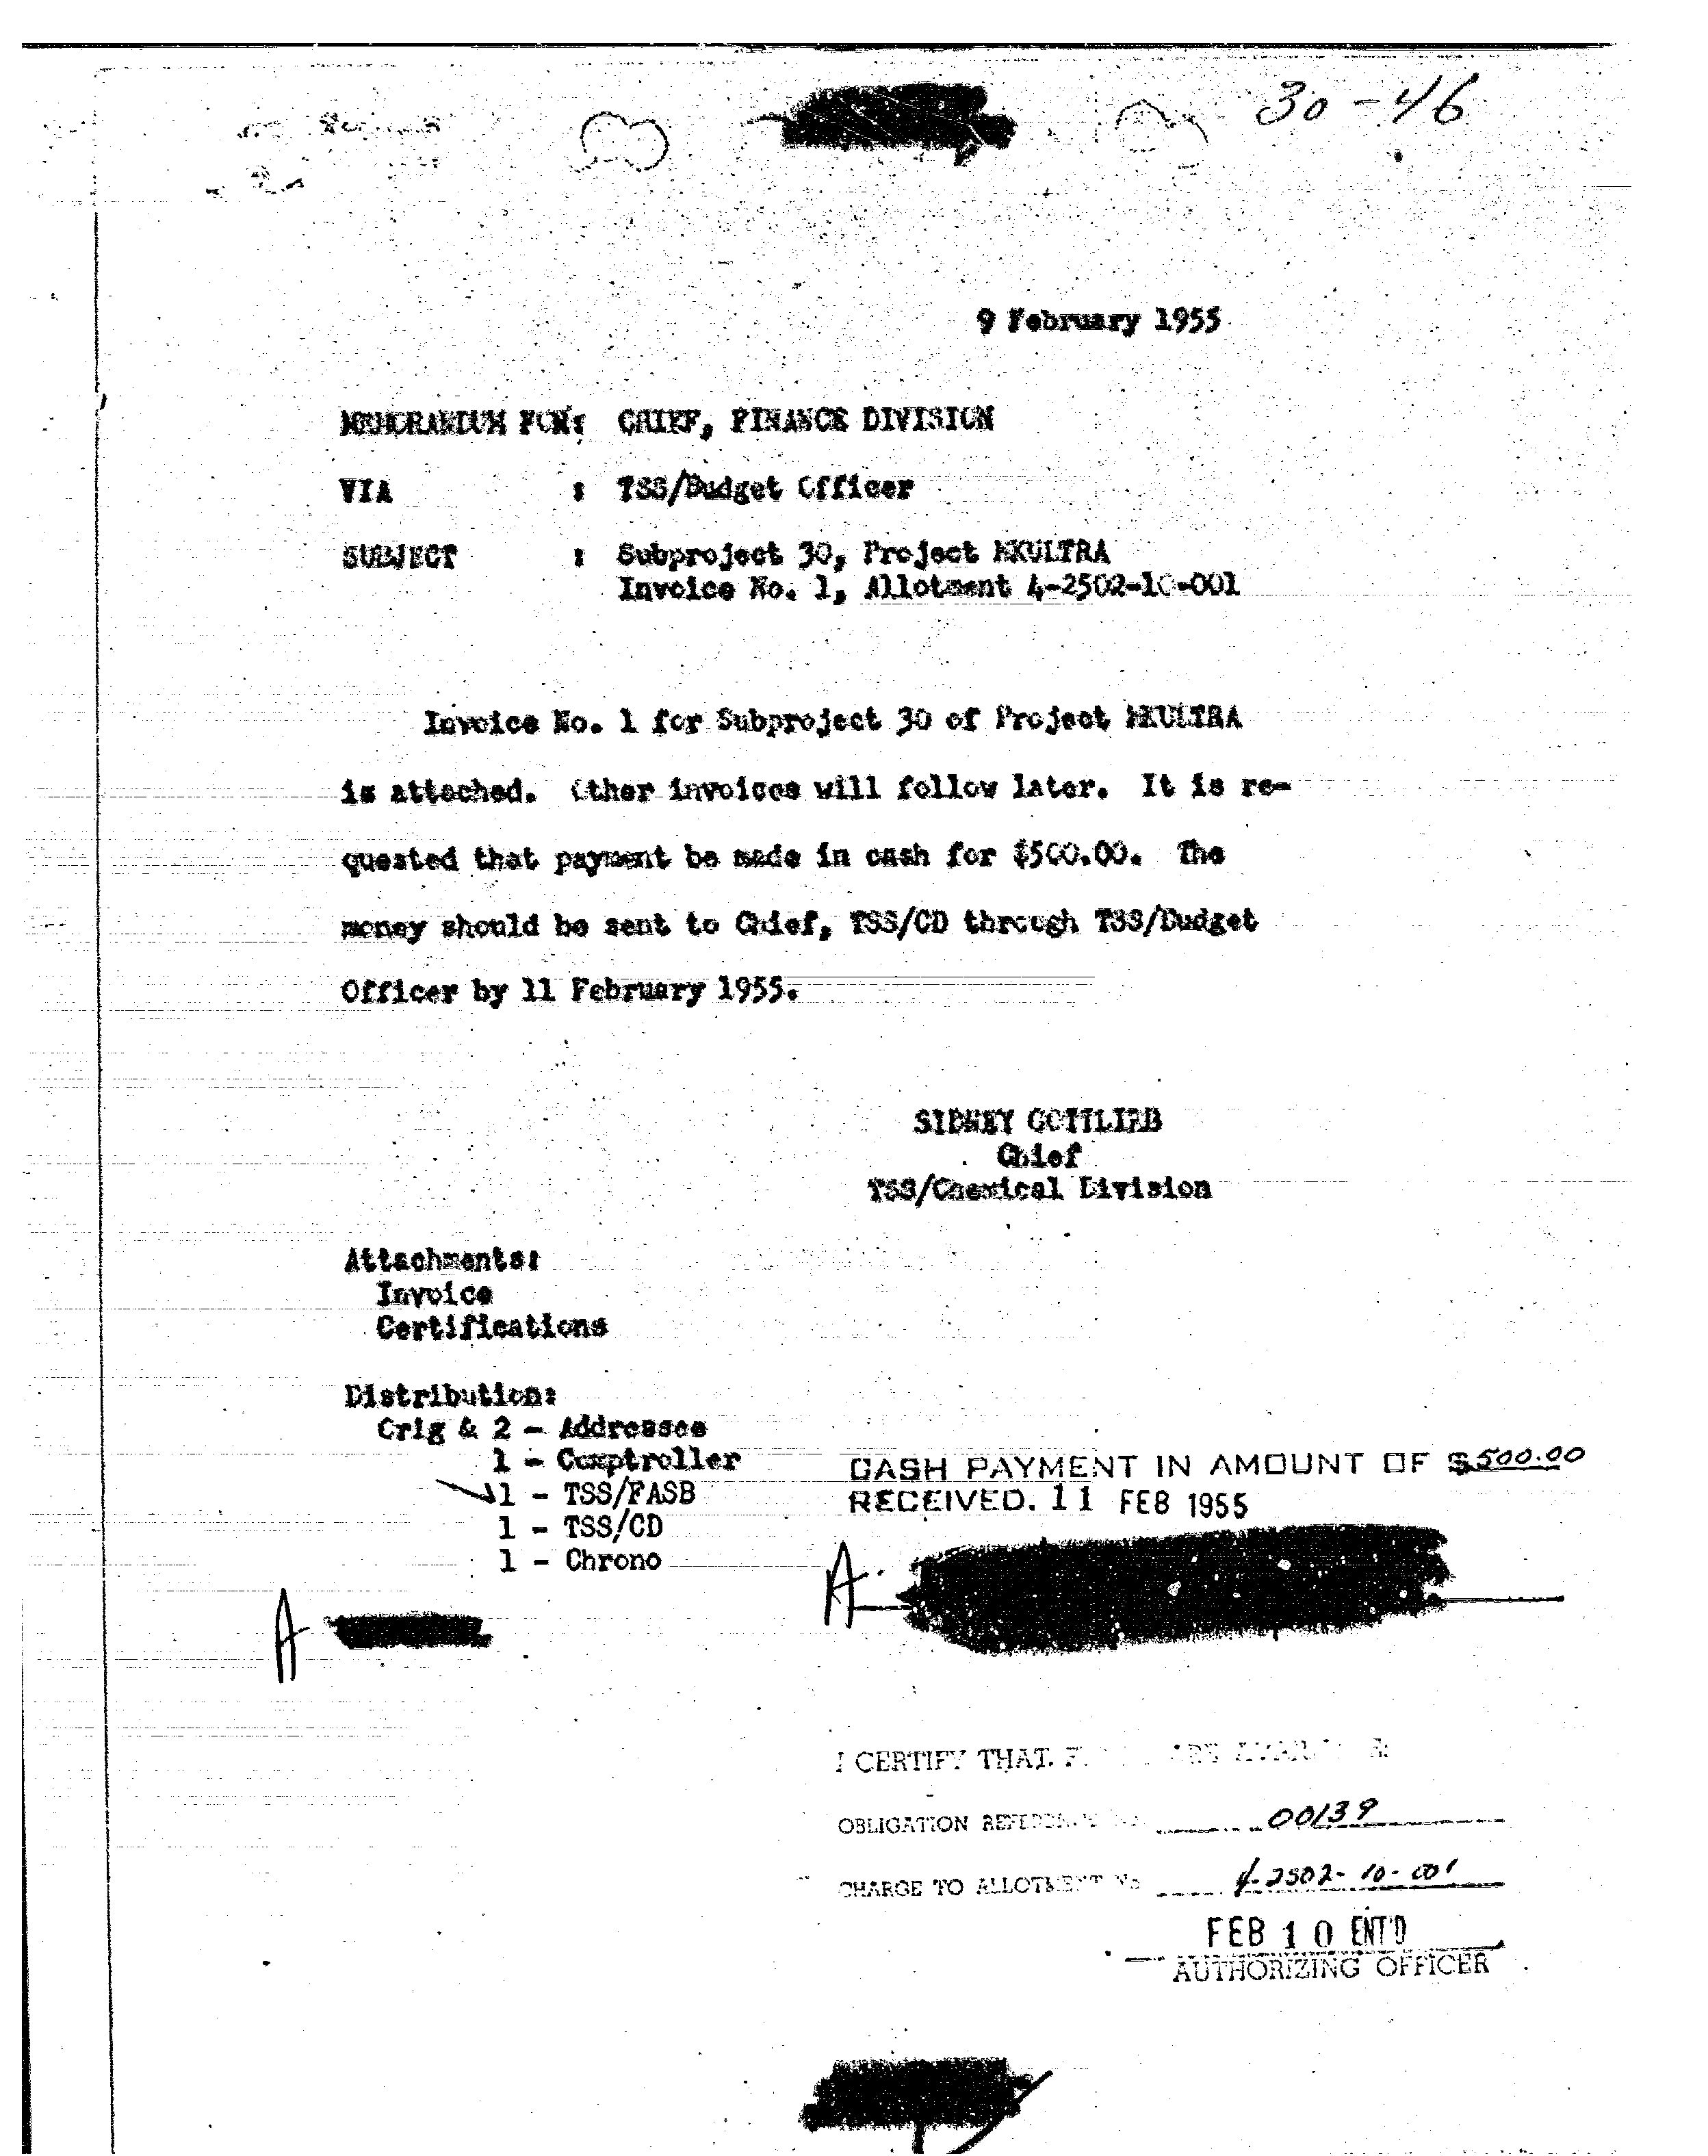 30-46
9 February 1955
MEMORANDUM FOR: CHIEF, FINANCE DIVISION
VIA : TSS/Budget Officer
SUBJECT : Subproject 30, Project MKULTRA
Invoice No. 1, Allotment 4-2502-10-001
Invoice No. 1 for Subproject 30 of Project MKULTRA
is attached. Other invoices will follow later. It is re-
quested that payment be made in cash for $500.00. The
money should be sent to Chief, TSS/CD through TSS/Budget
Officer by 11 February 1955.
SIDNEY GOTTLIEB
Chief
TSS/Chemical Division
Attachments:
Invoice
Certifications
Distribution:
Orig & 2 - Addressee
1 - Comptroller
1 - TSS/FASB
1 - TSS/CD
1 - Chrono
CASH PAYMENT IN AMOUNT OF $500.00
RECEIVED. 11 FEB 1955
A
A
I CERTIFY THAT ARE
OBLIGATION REFERENCE NO. 00139
CHARGE TO ALLOTMENT No 4-2502-10-001
FEB 10 ENT'D
AUTHORIZING OFFICER